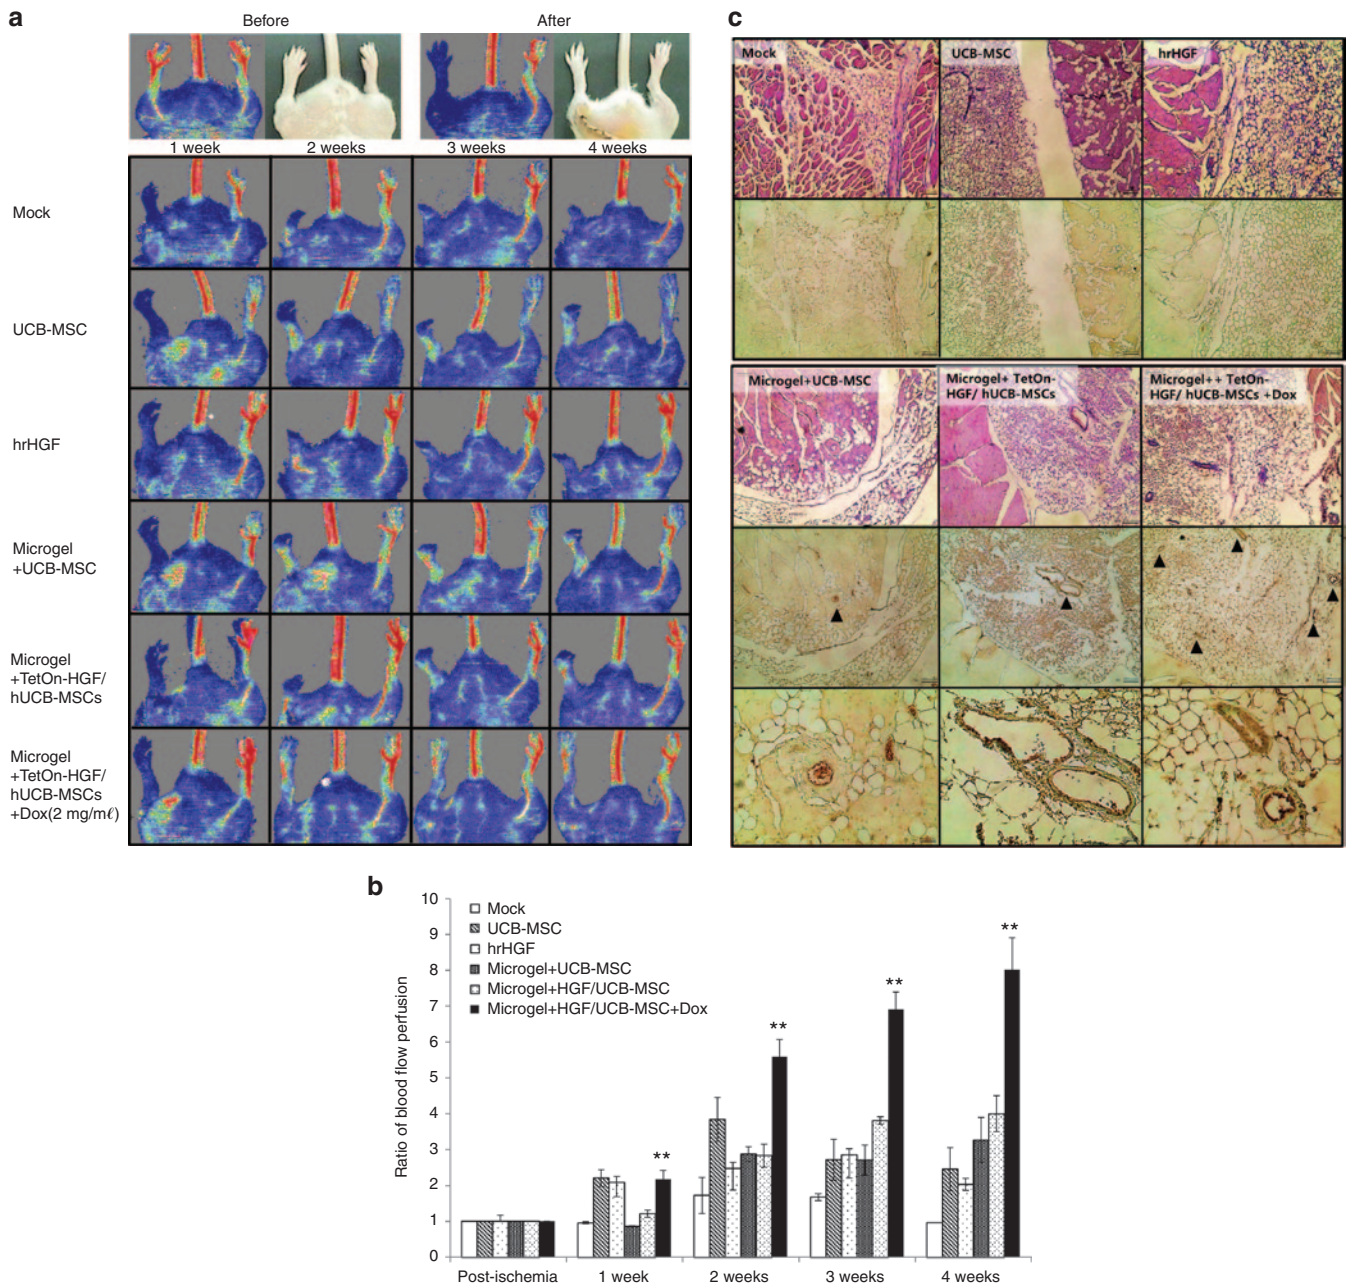 a
Before
After
1 week
2 weeks
3 weeks
4 weeks
Mock
UCB-MSC
hrHGF
Microgel
+UCB-MSC
Microgel
+TetOn-HGF/
hUCB-MSCs
Microgel
+TetOn-HGF/
hUCB-MSCs
+Dox(2 mg/mℓ)
c
Mock
UCB-MSC
hrHGF
Microgel+UCB-MSC
Microgel+ TetOn-
HGF/ hUCB-MSCs
Microgel++ TetOn-
HGF/ hUCB-MSCs +Dox
b
Ratio of blood flow perfusion
10
9
8
7
6
5
4
3
2
1
0
Mock
UCB-MSC
hrHGF
Microgel+UCB-MSC
Microgel+HGF/UCB-MSC
Microgel+HGF/UCB-MSC+Dox
**
**
**
**
Post-ischemia
1 week
2 weeks
3 weeks
4 weeks